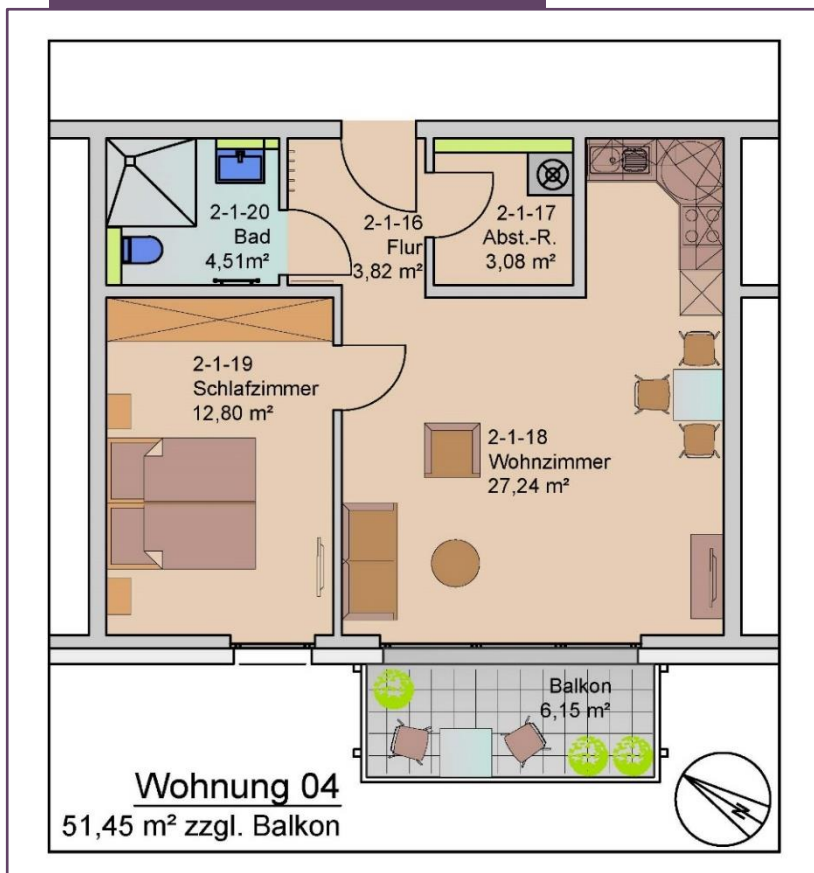 2-1-20
Bad
4,51m²
2-1-16
Flur
3,82 m²
2-1-17
Abst.-R.
3,08 m²
2-1-19
Schlafzimmer
12,80 m²
2-1-18
Wohnzimmer
27,24 m²
Balkon
6,15 m²
Wohnung 04
51,45 m² zzgl. Balkon
N